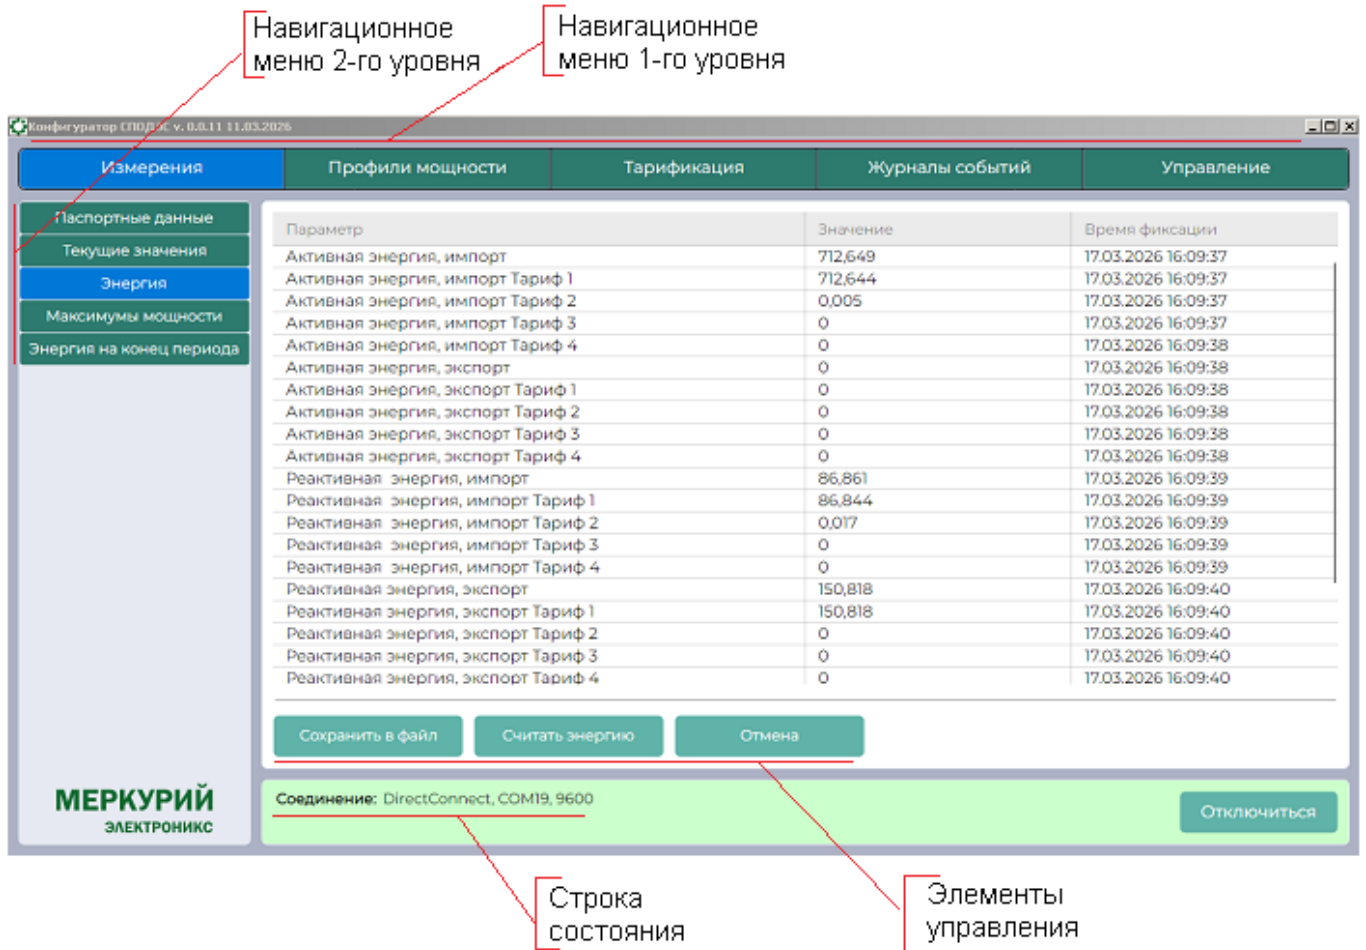 Навигационное
меню 2-го уровня
Навигационное
меню 1-го уровня
Конфигуратор СПОДЭС v. 0.0.11 11.03.2026
Измерения Профили мощности Тарификация Журналы событий Управление
Паспортные данные
Текущие значения
Энергия
Максимумы мощности
Энергия на конец периода
Параметр Значение Время фиксации
Активная энергия, импорт 712,649 17.03.2026 16:09:37
Активная энергия, импорт Тариф 1 712,644 17.03.2026 16:09:37
Активная энергия, импорт Тариф 2 0,005 17.03.2026 16:09:37
Активная энергия, импорт Тариф 3 0 17.03.2026 16:09:37
Активная энергия, импорт Тариф 4 0 17.03.2026 16:09:38
Активная энергия, экспорт 0 17.03.2026 16:09:38
Активная энергия, экспорт Тариф 1 0 17.03.2026 16:09:38
Активная энергия, экспорт Тариф 2 0 17.03.2026 16:09:38
Активная энергия, экспорт Тариф 3 0 17.03.2026 16:09:38
Активная энергия, экспорт Тариф 4 0 17.03.2026 16:09:38
Реактивная энергия, импорт 86,861 17.03.2026 16:09:39
Реактивная энергия, импорт Тариф 1 86,844 17.03.2026 16:09:39
Реактивная энергия, импорт Тариф 2 0,017 17.03.2026 16:09:39
Реактивная энергия, импорт Тариф 3 0 17.03.2026 16:09:39
Реактивная энергия, импорт Тариф 4 0 17.03.2026 16:09:39
Реактивная энергия, экспорт 150,818 17.03.2026 16:09:40
Реактивная энергия, экспорт Тариф 1 150,818 17.03.2026 16:09:40
Реактивная энергия, экспорт Тариф 2 0 17.03.2026 16:09:40
Реактивная энергия, экспорт Тариф 3 0 17.03.2026 16:09:40
Реактивная энергия, экспорт Тариф 4 0 17.03.2026 16:09:40
Сохранить в файл Считать энергию Отмена
МЕРКУРИЙ
ЭЛЕКТРОНИКС
Соединение: DirectConnect, COM19, 9600
Отключиться
Строка
состояния
Элементы
управления